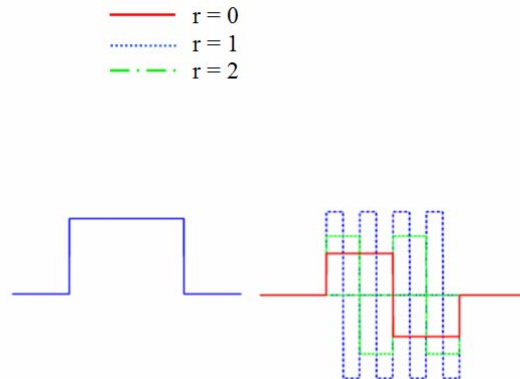 r = 0
r = 1
r = 2